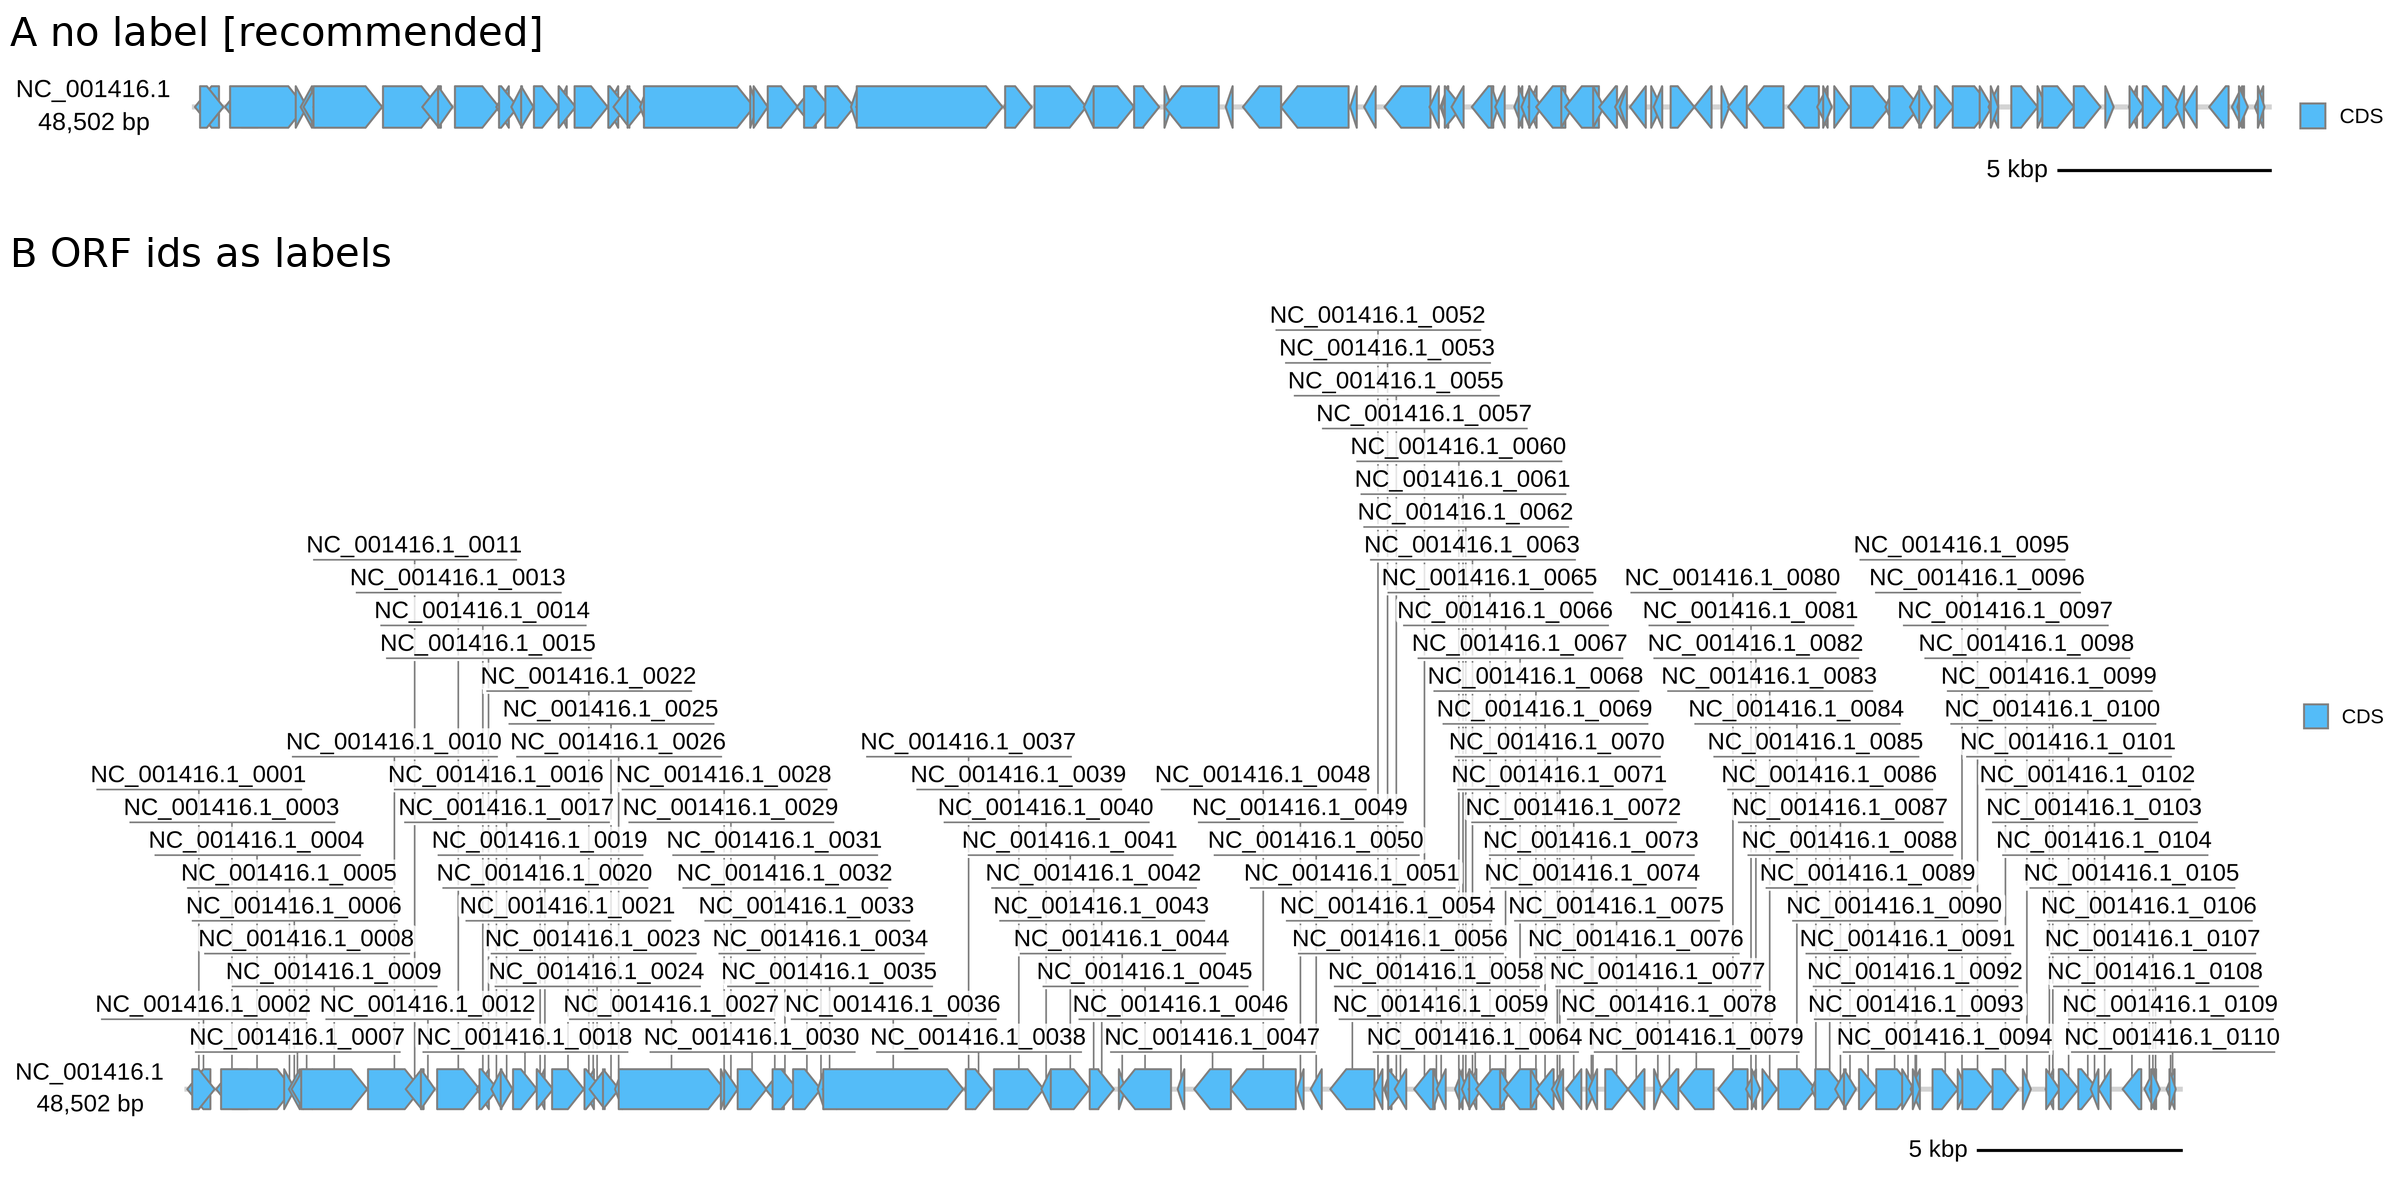 A no label [recommended]
NC_001416.1
48,502 bp
CDS
5 kbp
B ORF ids as labels
NC_001416.1_0052
NC_001416.1_0053
NC_001416.1_0055
NC_001416.1_0057
NC_001416.1_0060
NC_001416.1_0061
NC_001416.1_0062
NC_001416.1_0011 NC_001416.1_0063 NC_001416.1_0095
NC_001416.1_0013 NC_001416.1_0065 NC_001416.1_0080 NC_001416.1_0096
NC_001416.1_0014 NC_001416.1_0066 NC_001416.1_0081 NC_001416.1_0097
NC_001416.1_0015 NC_001416.1_0067 NC_001416.1_0082 NC_001416.1_0098
NC_001416.1_0022 NC_001416.1_0068 NC_001416.1_0083 NC_001416.1_0099
NC_001416.1_0025 NC_001416.1_0069 NC_001416.1_0084 NC_001416.1_0100 CDS
NC_001416.1_0010 NC_001416.1_0026 NC_001416.1_0037 NC_001416.1_0070 NC_001416.1_0085 NC_001416.1_0101
NC_001416.1_0001 NC_001416.1_0016 NC_001416.1_0028 NC_001416.1_0039 NC_001416.1_0048 NC_001416.1_0071 NC_001416.1_0086 NC_001416.1_0102
NC_001416.1_0003 NC_001416.1_0017 NC_001416.1_0029 NC_001416.1_0040 NC_001416.1_0049 NC_001416.1_0072 NC_001416.1_0087 NC_001416.1_0103
NC_001416.1_0004 NC_001416.1_0019 NC_001416.1_0031 NC_001416.1_0041 NC_001416.1_0050 NC_001416.1_0073 NC_001416.1_0088 NC_001416.1_0104
NC_001416.1_0005 NC_001416.1_0020 NC_001416.1_0032 NC_001416.1_0042 NC_001416.1_0051 NC_001416.1_0074 NC_001416.1_0089 NC_001416.1_0105
NC_001416.1_0006 NC_001416.1_0021 NC_001416.1_0033 NC_001416.1_0043 NC_001416.1_0054 NC_001416.1_0075 NC_001416.1_0090 NC_001416.1_0106
NC_001416.1_0008 NC_001416.1_0023 NC_001416.1_0034 NC_001416.1_0044 NC_001416.1_0056 NC_001416.1_0076 NC_001416.1_0091 NC_001416.1_0107
NC_001416.1_0009 NC_001416.1_0024 NC_001416.1_0035 NC_001416.1_0045 NC_001416.1_0058 NC_001416.1_0077 NC_001416.1_0092 NC_001416.1_0108
NC_001416.1_0002 NC_001416.1_0012 NC_001416.1_0027 NC_001416.1_0036 NC_001416.1_0046 NC_001416.1_0059 NC_001416.1_0078 NC_001416.1_0093 NC_001416.1_0109
NC_001416.1_0007 NC_001416.1_0018 NC_001416.1_0030 NC_001416.1_0038 NC_001416.1_0047 NC_001416.1_0064 NC_001416.1_0079 NC_001416.1_0094 NC_001416.1_0110
NC_001416.1
48,502 bp
5 kbp